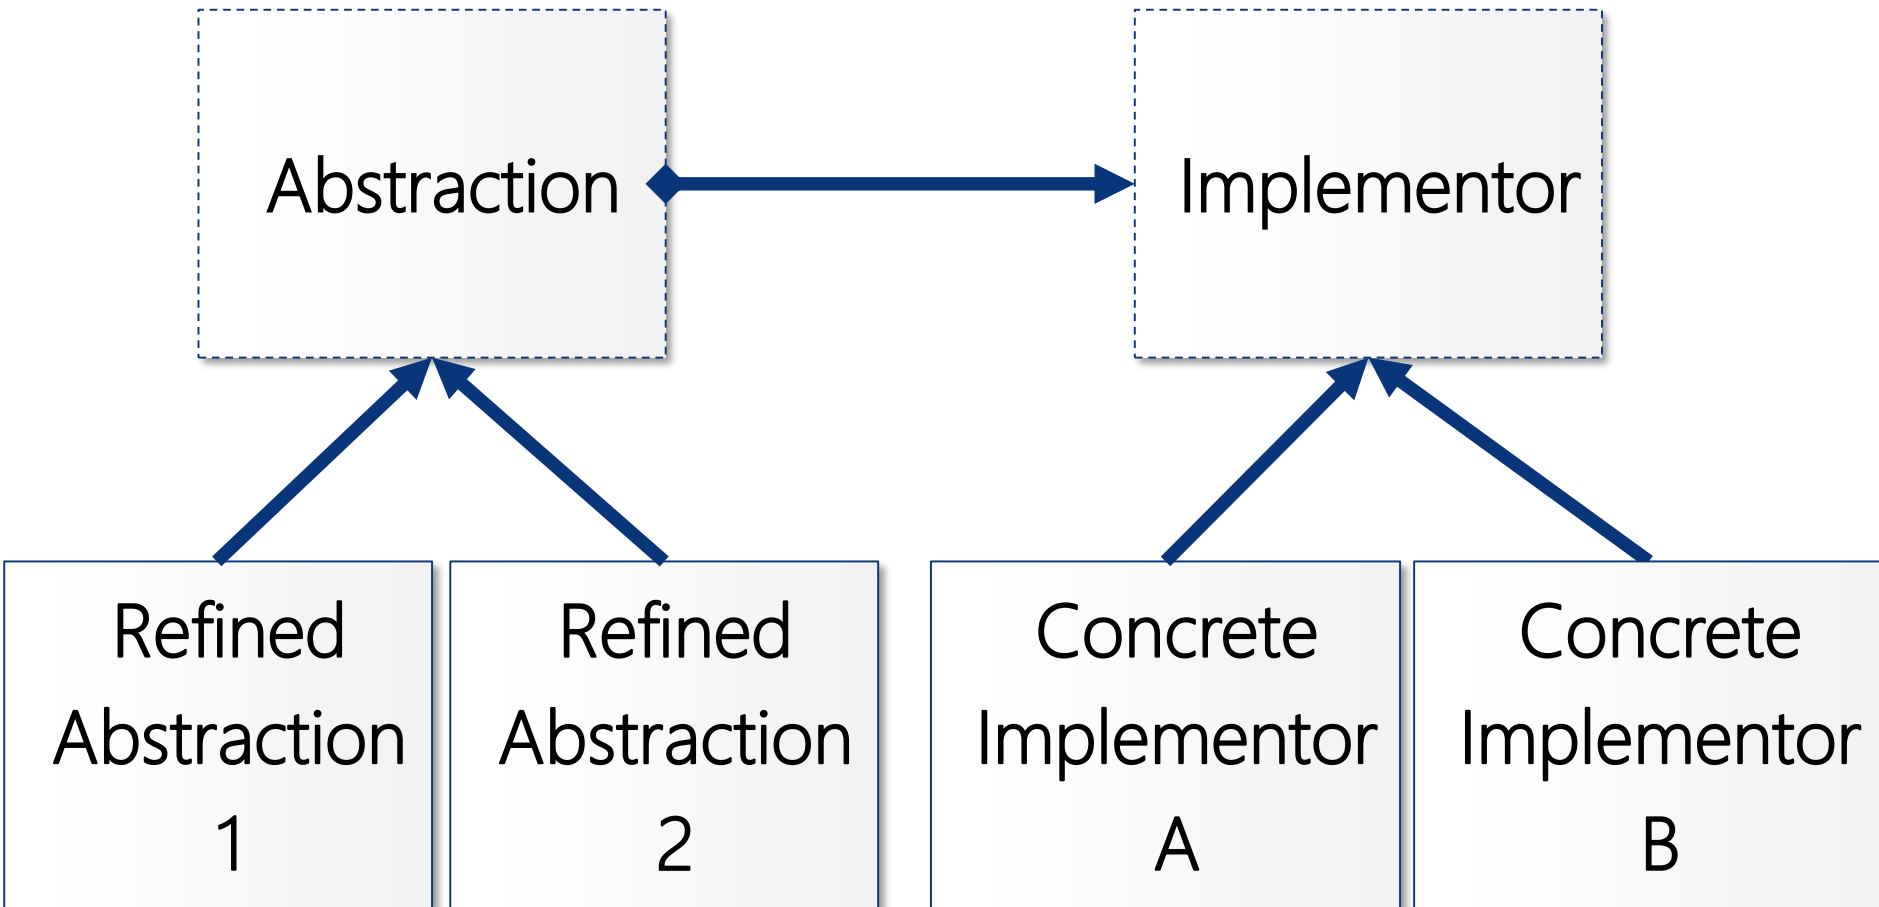 Abstraction
Implementor
Refined
Abstraction
1
Refined
Abstraction
2
Concrete
Implementor
A
Concrete
Implementor
B